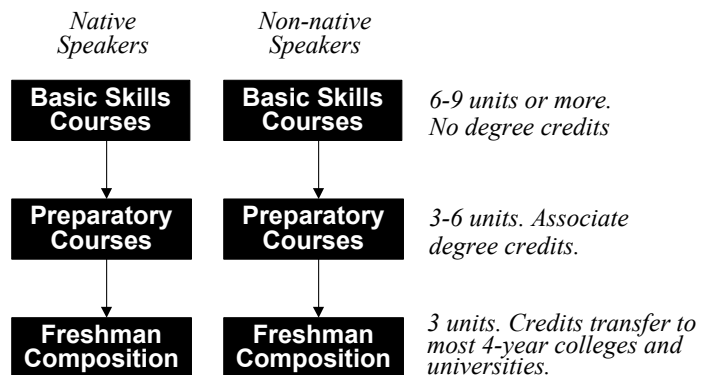 Native
Speakers
Non-native
Speakers
Basic Skills
Courses
Basic Skills
Courses
6-9 units or more.
No degree credits
Preparatory
Courses
Preparatory
Courses
3-6 units. Associate
degree credits.
Freshman
Composition
Freshman
Composition
3 units. Credits transfer to
most 4-year colleges and
universities.